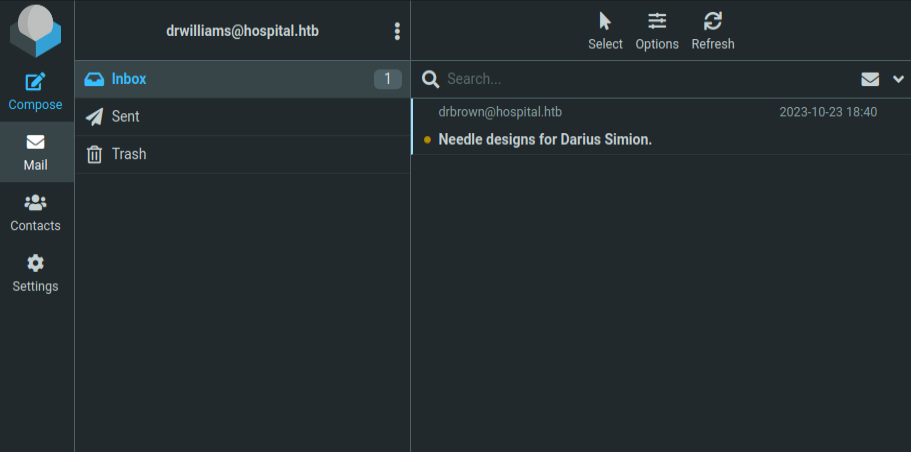 Compose
Mail
Contacts
Settings
drwilliams@hospital.htb
Inbox 1
Sent
Trash
Select Options Refresh
Search...
drbrown@hospital.htb 2023-10-23 18:40
Needle designs for Darius Simion.